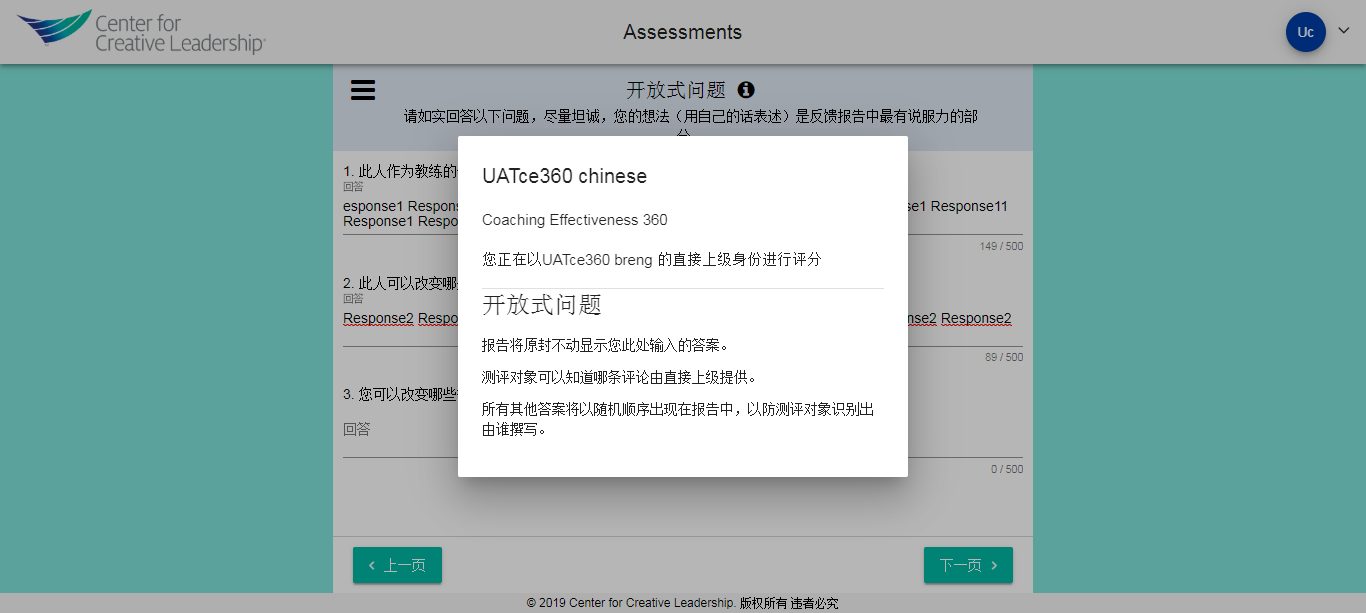 Center for
Creative Leadership®
Assessments
Uc
开放式问题
请如实回答以下问题，尽量坦诚，您的想法（用自己的话表述）是反馈报告中最有说服力的部
UATce360 chinese
Coaching Effectiveness 360
您正在以UATce360 breng 的直接上级身份进行评分
开放式问题
报告将原封不动显示您此处输入的答案。
测评对象可以知道哪条评论由直接上级提供。
所有其他答案将以随机顺序出现在报告中，以防测评对象识别出
由谁撰写。
1. 此人作为教练的
回答
esponse1 Respon se1 Response11
Response1 Respo
149 / 500
2. 此人可以改变哪
回答
Response2 Respo nse2 Response2
89 / 500
3. 您可以改变哪些
回答
0 / 500
上一页
下一页
© 2019 Center for Creative Leadership. 版权所有 违者必究